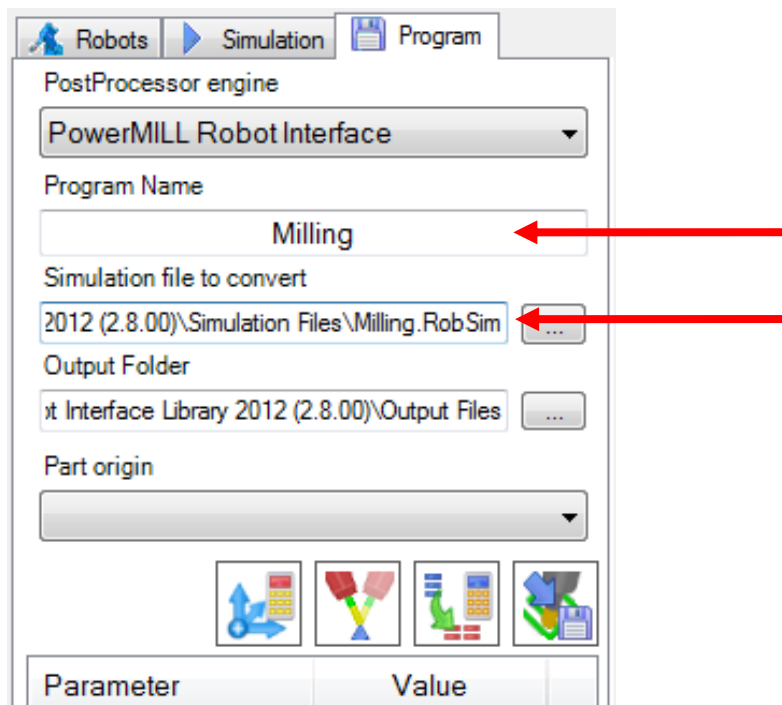 Robots Simulation Program
PostProcessor engine
PowerMILL Robot Interface
Program Name
Milling
Simulation file to convert
2012 (2.8.00)\Simulation Files\Milling.RobSim ...
Output Folder
ot Interface Library 2012 (2.8.00)\Output Files ...
Part origin
Parameter Value